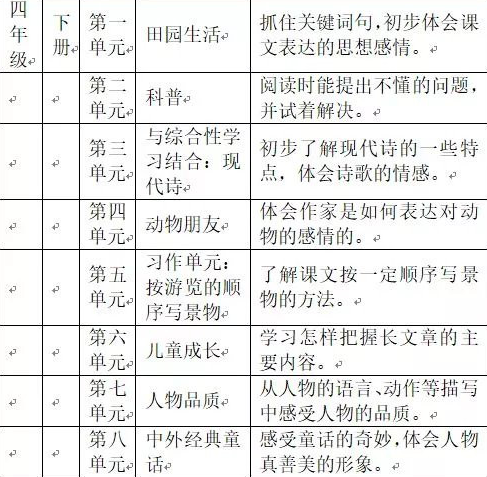 四年级 下册 第一单元 田园生活 抓住关键词句,初步体会课文表达的思想感情。
第二单元 科普 阅读时能提出不懂的问题,并试着解决。
第三单元 与综合性学习结合:现代诗 初步了解现代诗的一些特点,体会诗歌的情感。
第四单元 动物朋友 体会作家是如何表达对动物的感情的。
第五单元 习作单元:按游览的顺序写景物 了解课文按一定顺序写景物的方法。
第六单元 儿童成长 学习怎样把握长文章的主要内容。
第七单元 人物品质 从人物的语言、动作等描写中感受人物的品质。
第八单元 中外经典童话 感受童话的奇妙,体会人物真善美的形象。